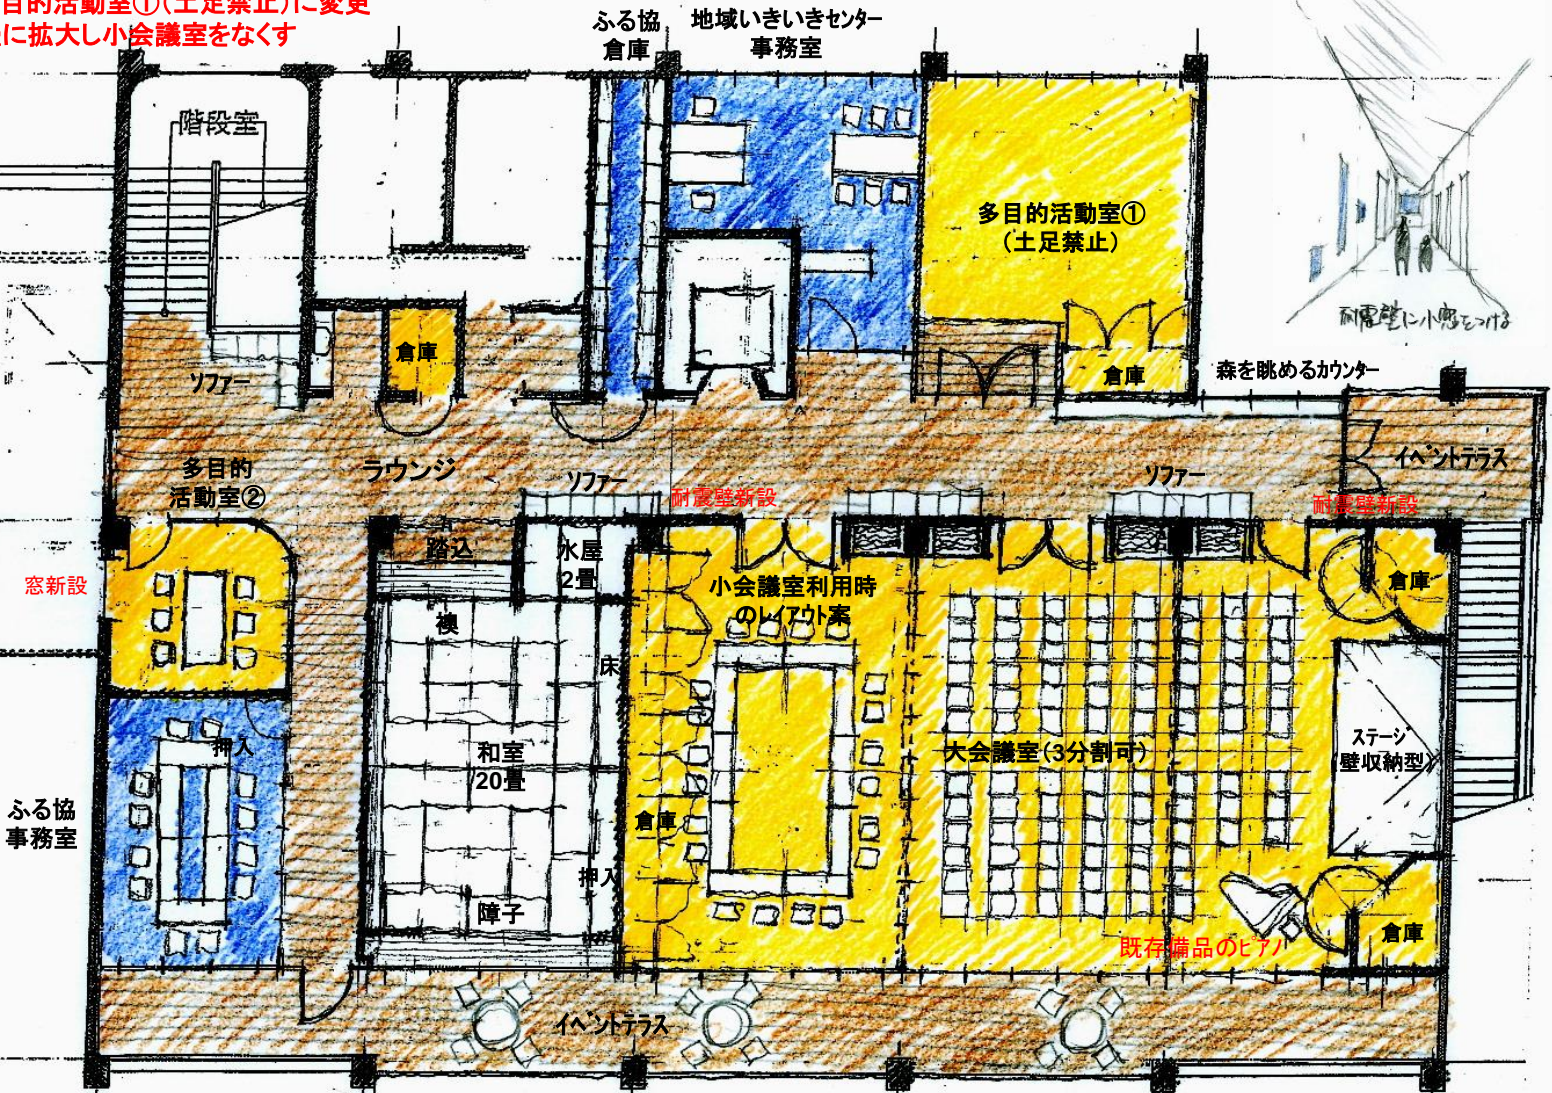 目的活動室①(土足禁止)に変更
に拡大し小会議室をなくす
ふる協
倉庫
地域いきいきセンター
事務室
階段室
多目的活動室①
(土足禁止)
耐震壁に小窓をつける
倉庫
ソファー
倉庫
森を眺めるカウンター
多目的
活動室②
ラウンジ
ソファー
耐震壁新設
ソファー
イベントテラス
耐震壁新設
窓新設
踏込
水屋
2畳
小会議室利用時
のレイアウト案
倉庫
襖
床
押入
和室
20畳
大会議室(3分割可)
ステージ
(壁収納型)
ふる協
事務室
倉庫
押入
障子
既存備品のピアノ
倉庫
イベントテラス